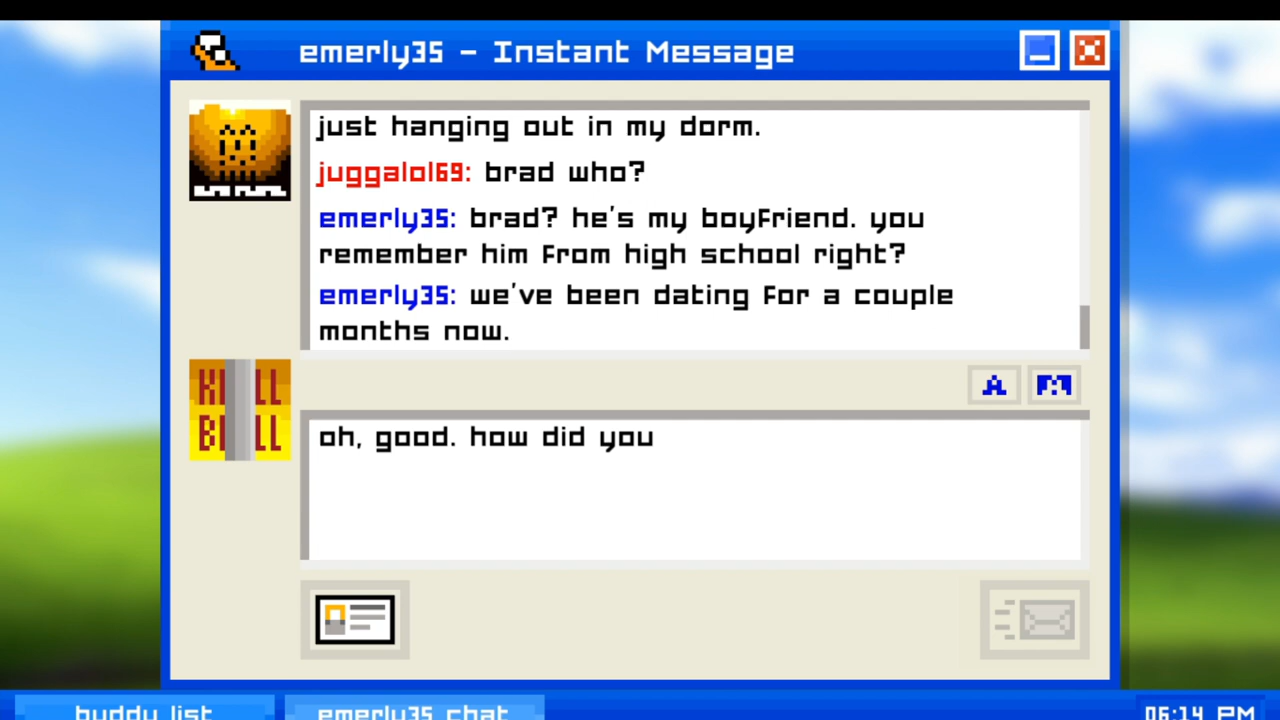 emerly35 - Instant Message
just hanging out in my dorm.
juggalol69: brad who?
emerly35: brad? he's my boyfriend. you
remember him from high school right?
emerly35: we've been dating for a couple
months now.
KILL
BILL
A M
oh, good. how did you
buddy list
emerly35 chat
06:14 PM